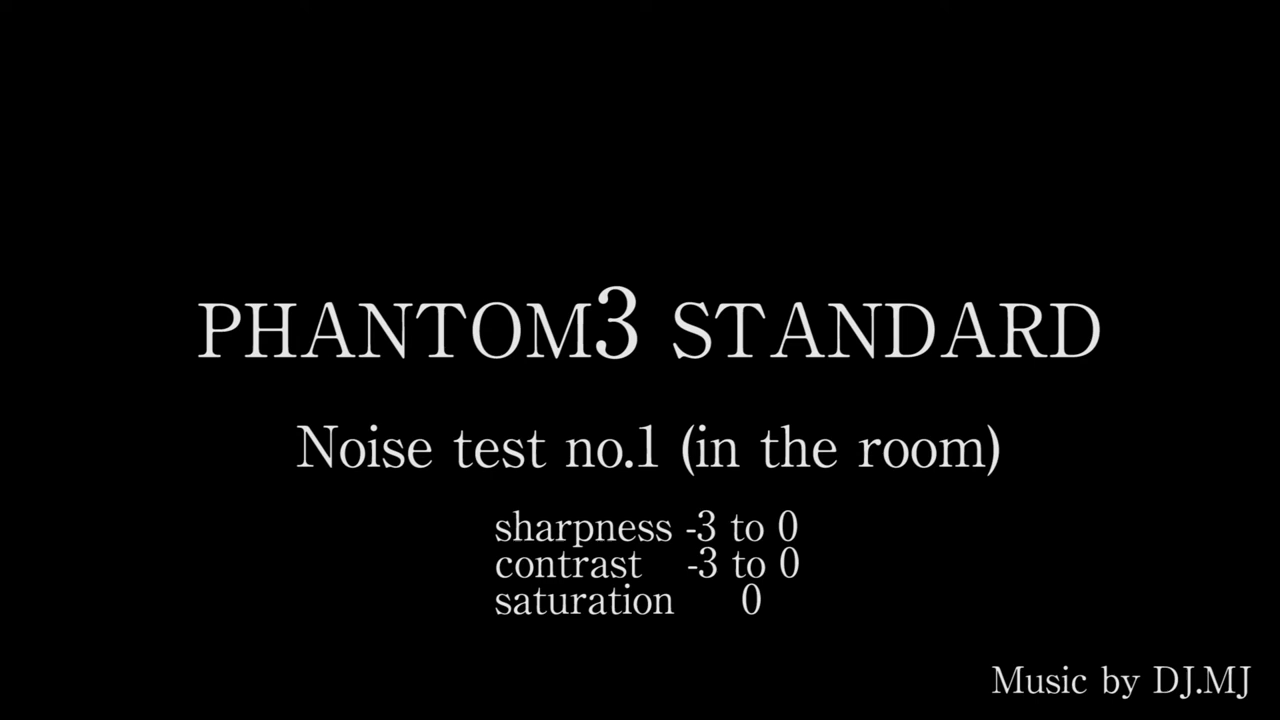 PHANTOM3 STANDARD
Noise test no.1 (in the room)
sharpness -3 to 0
contrast -3 to 0
saturation 0
Music by DJ.MJ